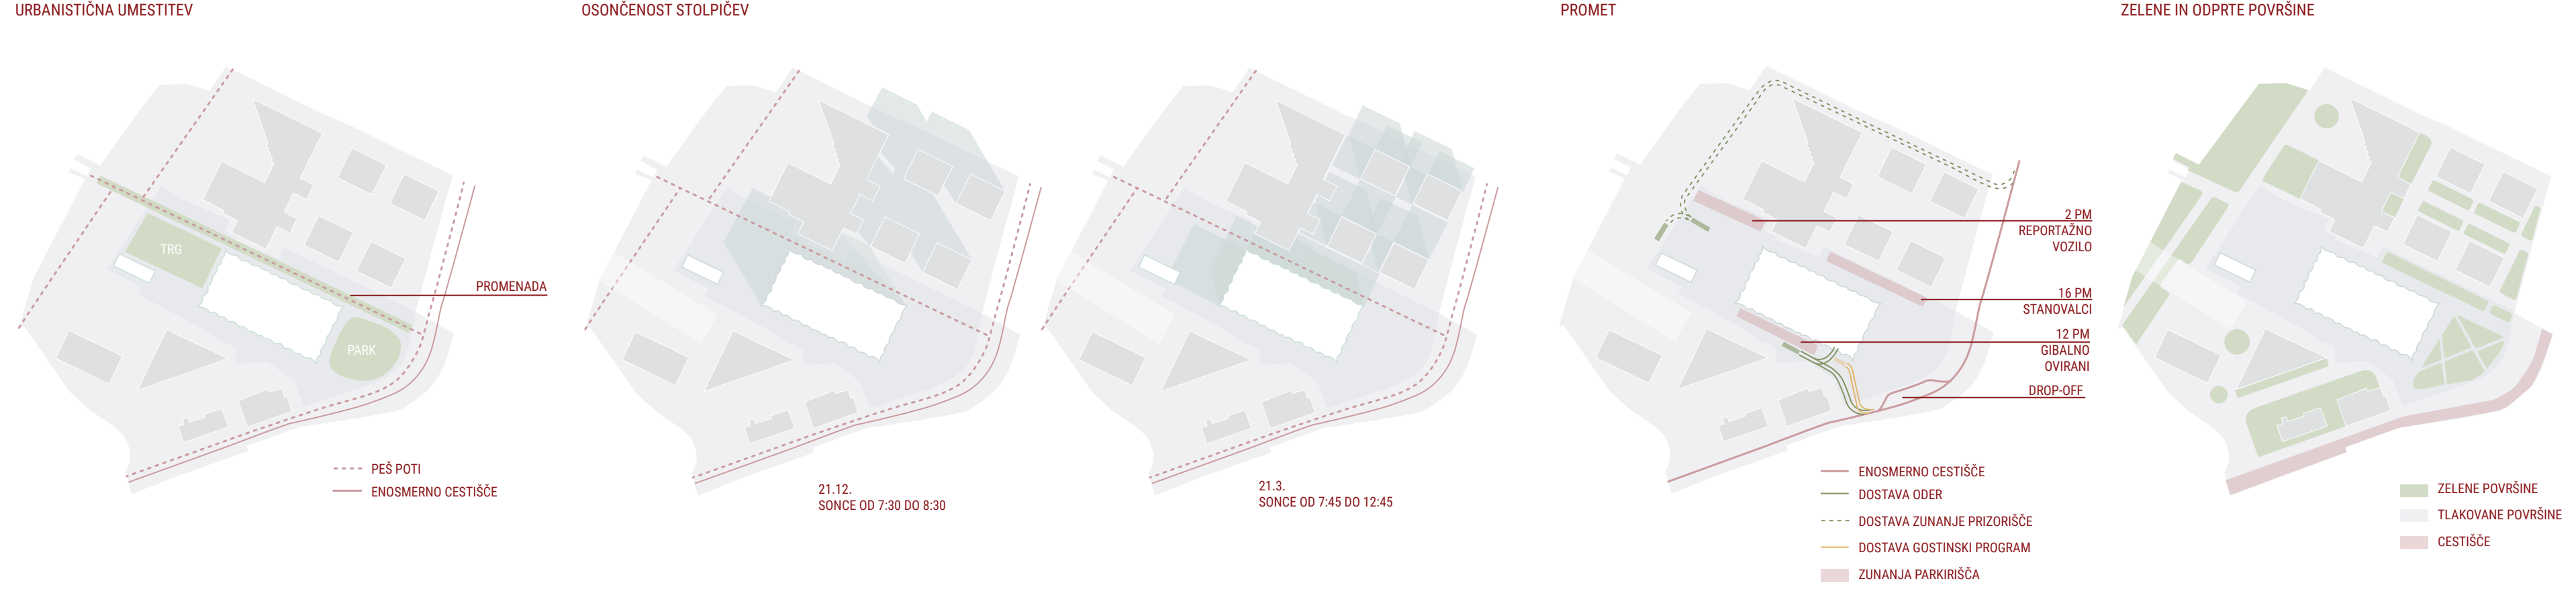 URBANISTIČNA UMESTITEV
TRG
PROMENADA
PARK
PEŠ POTI
ENOSMERNO CESTIŠČE
OSONČENOST STOLPIČEV
21.12.
SONCE OD 7:30 DO 8:30
21.3.
SONCE OD 7:45 DO 12:45
PROMET
2 PM
REPORTAŽNO
VOZILO
16 PM
STANOVALCI
12 PM
GIBALNO
OVIRANI
DROP-OFF
ENOSMERNO CESTIŠČE
DOSTAVA ODER
DOSTAVA ZUNANJE PRIZORIŠČE
DOSTAVA GOSTINSKI PROGRAM
ZUNANJA PARKIRIŠČA
ZELENE IN ODPRTE POVRŠINE
ZELENE POVRŠINE
TLAKOVANE POVRŠINE
CESTIŠČE